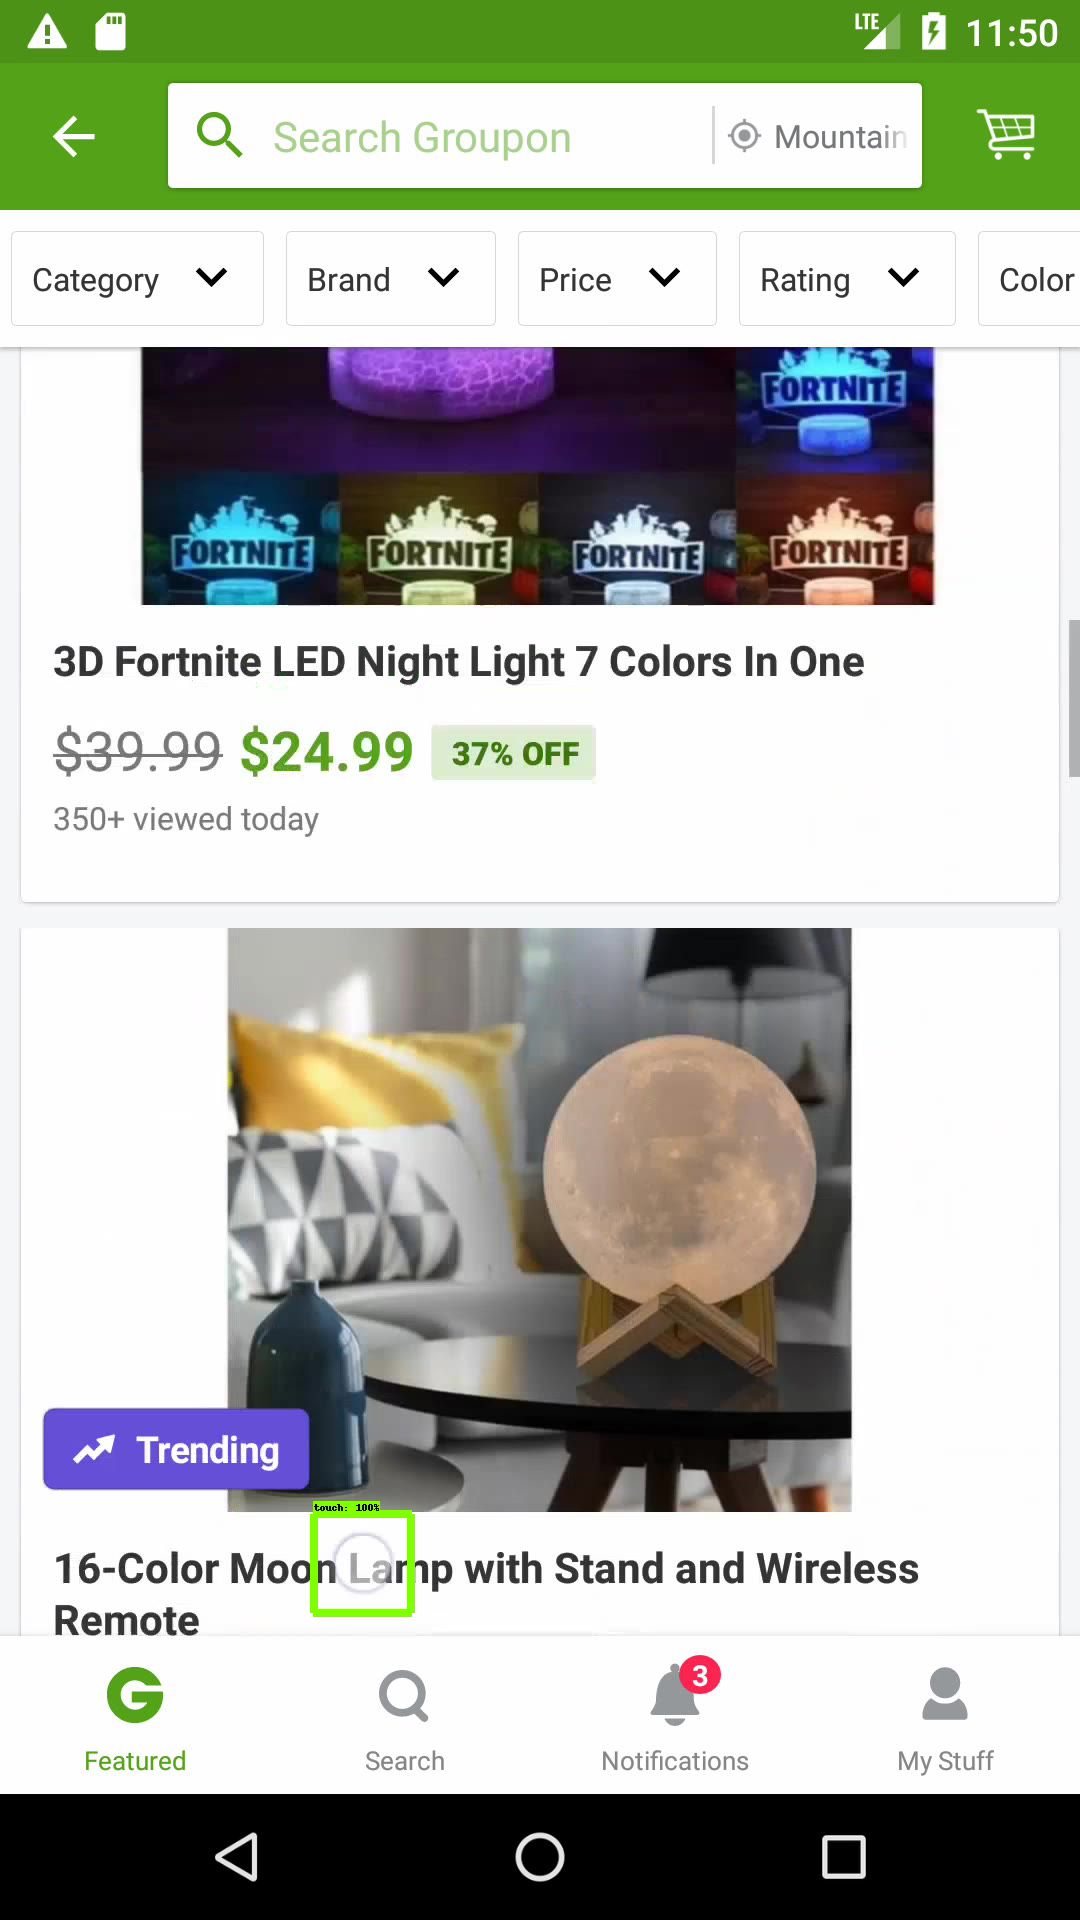 LTE 11:50
Search Groupon Mountain
Category Brand Price Rating Color
FORTNITE
FORTNITE FORTNITE FORTNITE FORTNITE
3D Fortnite LED Night Light 7 Colors In One
$39.99 $24.99 37% OFF
350+ viewed today
Trending
touch: 100%
16-Color Moon Lamp with Stand and Wireless
Remote
3
Featured Search Notifications My Stuff